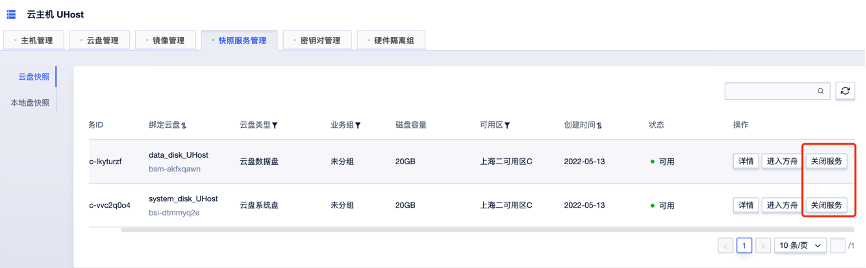 云主机 UHost
主机管理 云盘管理 镜像管理 快照服务管理 密钥对管理 硬件隔离组
云盘快照
本地盘快照
务ID 绑定云盘 云盘类型 业务组 磁盘容量 可用区 创建时间 状态 操作
c-lkyturzf data_disk_UHost bsm-akfxqawn 云盘数据盘 未分组 20GB 上海二可用区C 2022-05-13 可用 详情 进入方舟 关闭服务
c-vvc2q0o4 system_disk_UHost bsi-dtmmyq2e 云盘系统盘 未分组 20GB 上海二可用区C 2022-05-13 可用 详情 进入方舟 关闭服务
1 10 条/页 /1